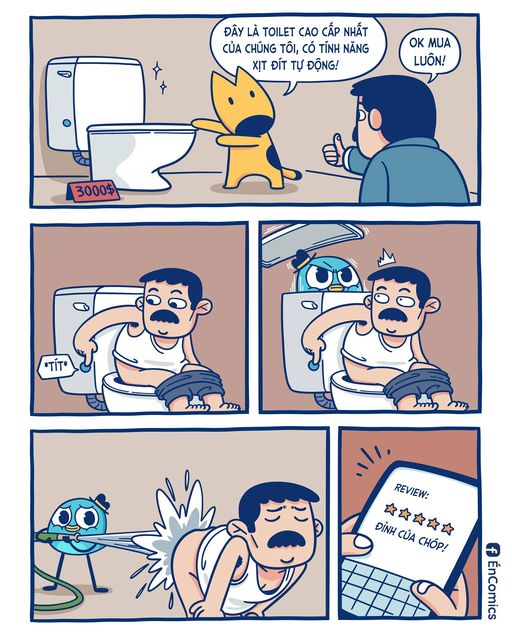 ĐÂY LÀ TOILET CAO CẤP NHẤT
CỦA CHÚNG TÔI, CÓ TÍNH NĂNG
XỊT ĐÍT TỰ ĐỘNG!
OK MUA
LUÔN!
3000$
*TÍT*
REVIEW:
ĐỈNH CỦA CHÓP!
f ÉnComics